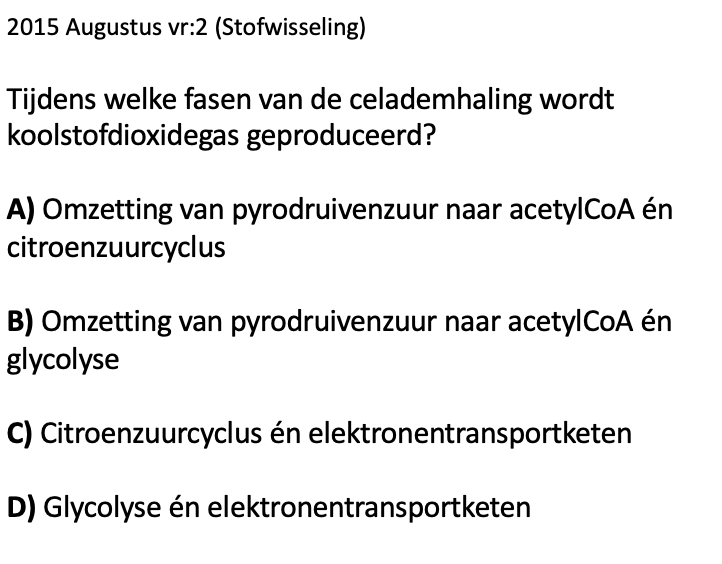 2015 Augustus vr:2 (Stofwisseling)
Tijdens welke fasen van de celademhaling wordt
koolstofdioxidegas geproduceerd?
A) Omzetting van pyrodruivenzuur naar acetylCoA én
citroenzuurcyclus
B) Omzetting van pyrodruivenzuur naar acetylCoA én
glycolyse
C) Citroenzuurcyclus én elektronentransportketen
D) Glycolyse én elektronentransportketen